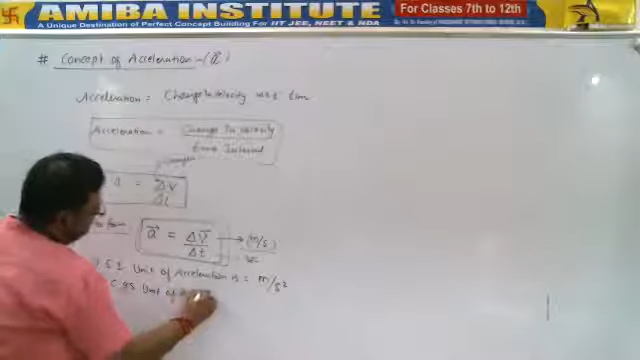 AMIBA INSTITUTE
A Unique Destination of Perfect Concept Building For IIT JEE, NEET & NDA
For Classes 7th to 12th
# Concept of Acceleration - (a⃗)
Acceleration = Change In velocity w.r.t time
Acceleration = Change In velocity
time Interval
a = ΔV
Δt
form
a⃗ = ΔV⃗ → (m/s)
Δt
S I Unit of Acceleration is = m/s²
Unit of